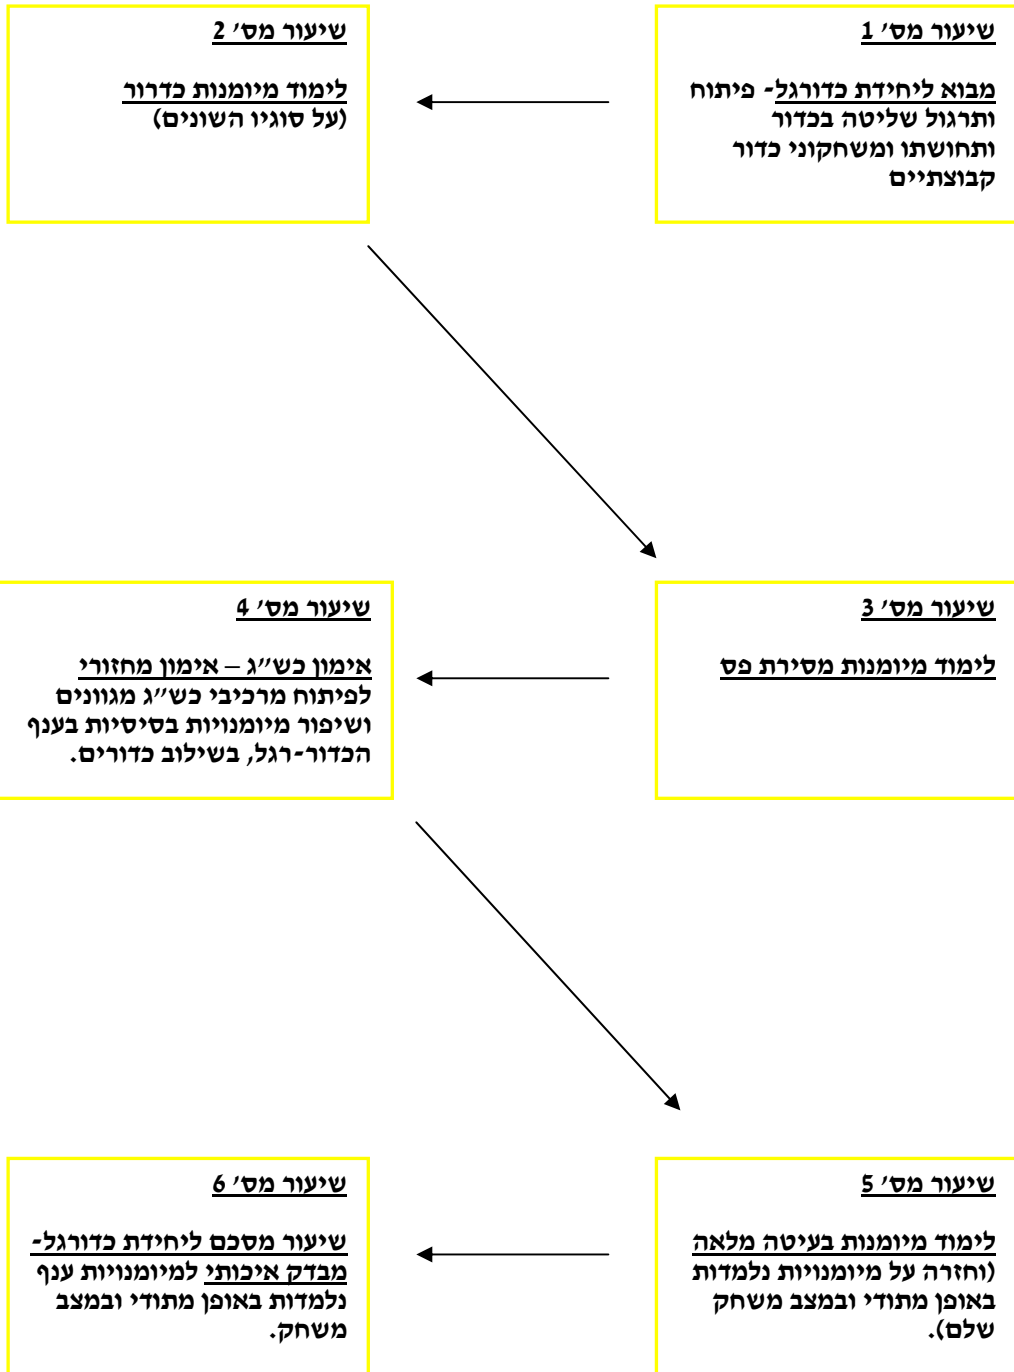 שיעור מס׳ 1
מבוא ליחידת כדורגל- פיתוח
ותרגול שליטה בכדור
ותחושתו ומשחקוני כדור
קבוצתיים
שיעור מס׳ 2
לימוד מיומנות כדרור
(על סוגיו השונים)
שיעור מס׳ 3
לימוד מיומנות מסירת פס
שיעור מס׳ 4
אימון כש״ג – אימון מחזורי
לפיתוח מרכיבי כש״ג מגוונים
ושיפור מיומנויות בסיסיות בענף
הכדור-רגל, בשילוב כדורים.
שיעור מס׳ 5
לימוד מיומנות בעיטה מלאה
(וחזרה על מיומנויות נלמדות
באופן מתודי ובמצב משחק
שלם).
שיעור מס׳ 6
שיעור מסכם ליחידת כדורגל-
מבדק איכותי למיומנויות ענף
נלמדות באופן מתודי ובמצב
משחק.